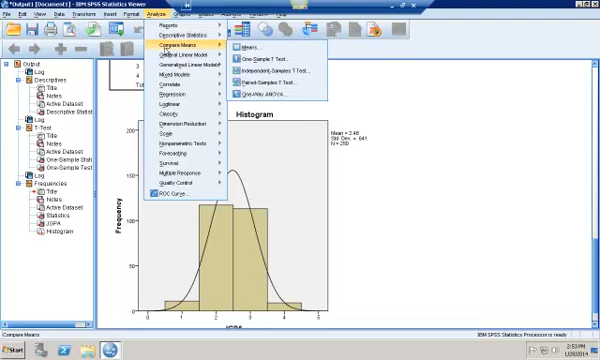 *Output1 [Document1] - IBM SPSS Statistics Viewer
File Edit View Data Transform Insert Format Analyze Graphs Utilities Add-ons Window Help
Reports
Descriptive Statistics
Compare Means
General Linear Model
Generalized Linear Models
Mixed Models
Correlate
Regression
Loglinear
Classify
Dimension Reduction
Scale
Nonparametric Tests
Forecasting
Survival
Multiple Response
Quality Control
ROC Curve...
Means...
One-Sample T Test...
Independent-Samples T Test...
Paired-Samples T Test...
One-Way ANOVA...
Output
Log
Descriptives
Title
Notes
Active Dataset
Descriptive Statist
Log
T-Test
Title
Notes
Active Dataset
One-Sample Statis
One-Sample Test
Log
Frequencies
Title
Notes
Active Dataset
Statistics
JGPA
Histogram
3
4
Histogram
Mean = 2.48
Std. Dev. = .641
N = 250
Frequency
200
150
100
50
0
0 1 2 3 4 5
JGPA
Compare Means
IBM SPSS Statistics Processor is ready
2:53 PM
1/28/2014